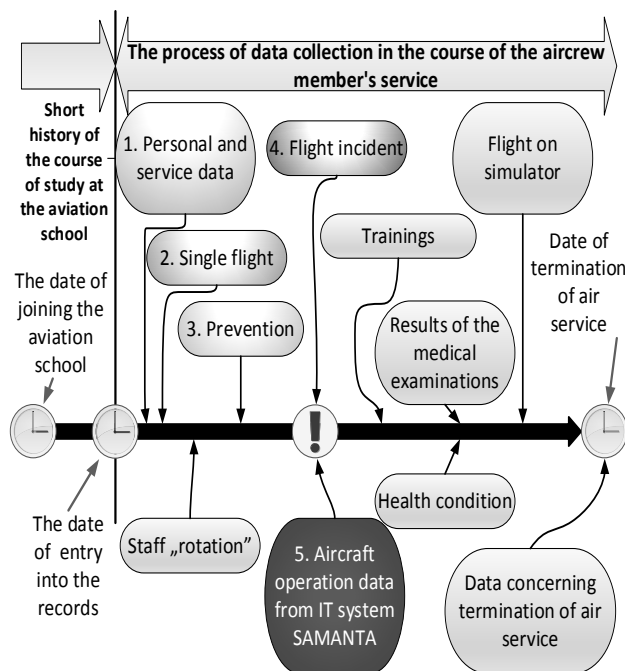 The process of data collection in the course of the aircrew
member's service
Short
history of
the course
of study at
the aviation
school
1. Personal and
service data
4. Flight incident
Flight on
simulator
2. Single flight
Trainings
3. Prevention
Results of the
medical
examinations
Date of
termination
of air
service
The date of
joining the
aviation
school
!
The date
of entry
into the
records
Staff „rotation”
5. Aircraft
operation data
from IT system
SAMANTA
Health condition
Data concerning
termination of air
service